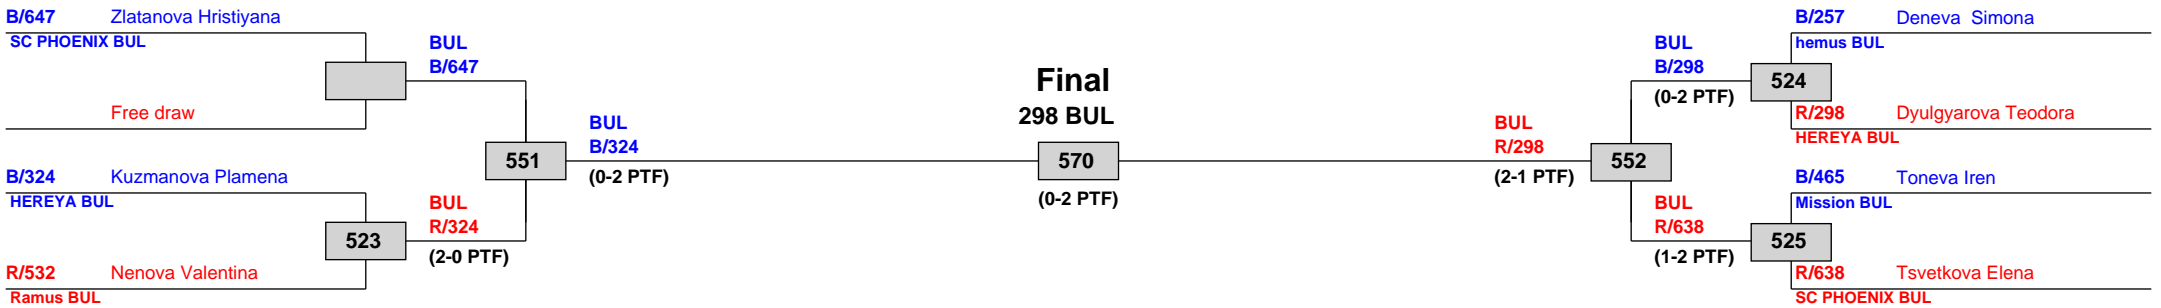 B/647 Zlatanova Hristiyana
SC PHOENIX BUL
Free draw
B/324 Kuzmanova Plamena
HEREYA BUL
523
R/532 Nenova Valentina
Ramus BUL
BUL
B/647
BUL
R/324
(2-0 PTF)
551
BUL
B/324
(0-2 PTF)
Final
298 BUL
570
(0-2 PTF)
BUL
R/298
(2-1 PTF)
552
BUL
B/298
(0-2 PTF)
BUL
R/638
(1-2 PTF)
B/257 Deneva Simona
hemus BUL
524
R/298 Dyulgyarova Teodora
HEREYA BUL
B/465 Toneva Iren
Mission BUL
525
R/638 Tsvetkova Elena
SC PHOENIX BUL